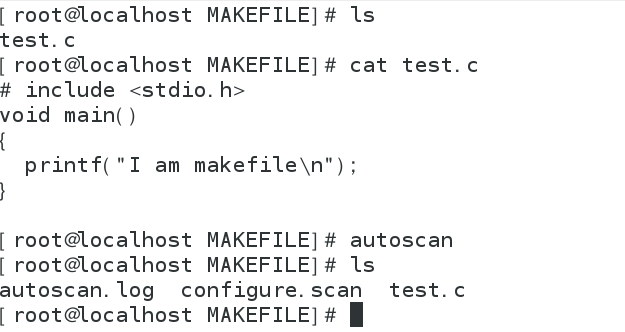 [root@localhost MAKEFILE]# ls
test.c
[root@localhost MAKEFILE]# cat test.c
# include <stdio.h>
void main()
{
  printf("I am makefile\n");
}

[root@localhost MAKEFILE]# autoscan
[root@localhost MAKEFILE]# ls
autoscan.log  configure.scan  test.c
[root@localhost MAKEFILE]#